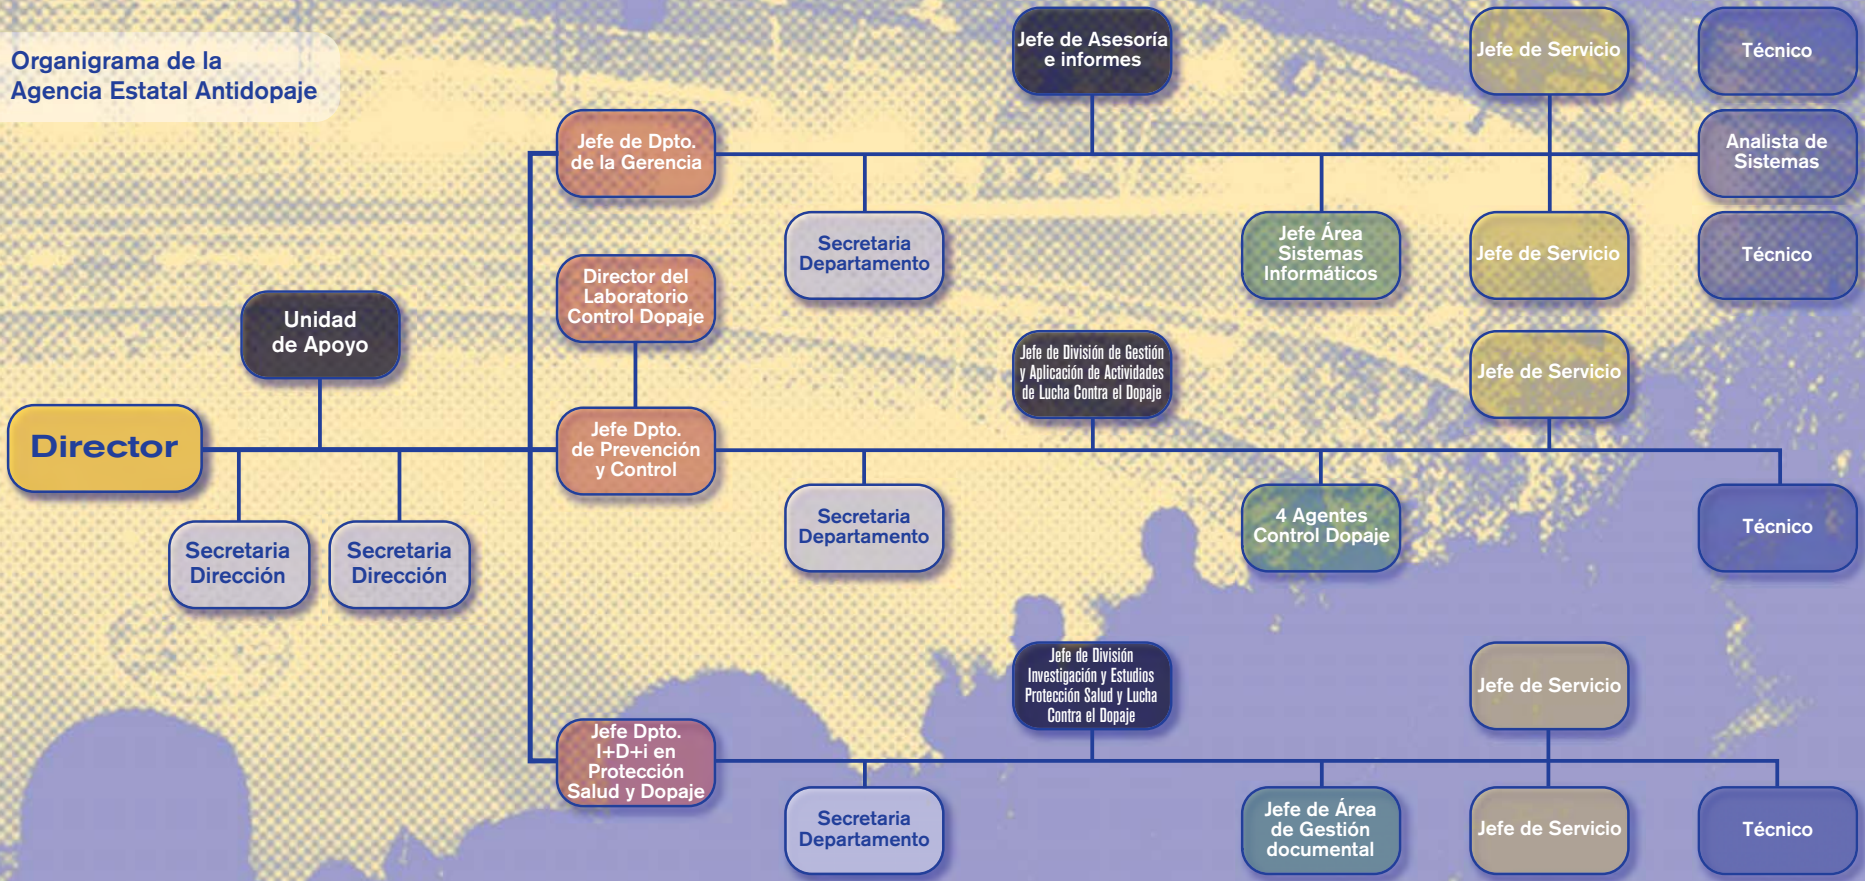 Organigrama de la
Agencia Estatal Antidopaje
Jefe de Asesoría
e informes
Jefe de Servicio
Técnico
Jefe de Dpto.
de la Gerencia
Analista de
Sistemas
Secretaria
Departamento
Jefe Área
Sistemas
Informáticos
Jefe de Servicio
Técnico
Director del
Laboratorio
Control Dopaje
Unidad
de Apoyo
Jefe de División de Gestión
y Aplicación de Actividades
de Lucha Contra el Dopaje
Jefe de Servicio
Director
Jefe Dpto.
de Prevención
y Control
Secretaria
Dirección
Secretaria
Dirección
Secretaria
Departamento
4 Agentes
Control Dopaje
Técnico
Jefe de División
Investigación y Estudios
Protección Salud y Lucha
Contra el Dopaje
Jefe de Servicio
Jefe Dpto.
I+D+i en
Protección
Salud y Dopaje
Secretaria
Departamento
Jefe de Área
de Gestión
documental
Jefe de Servicio
Técnico